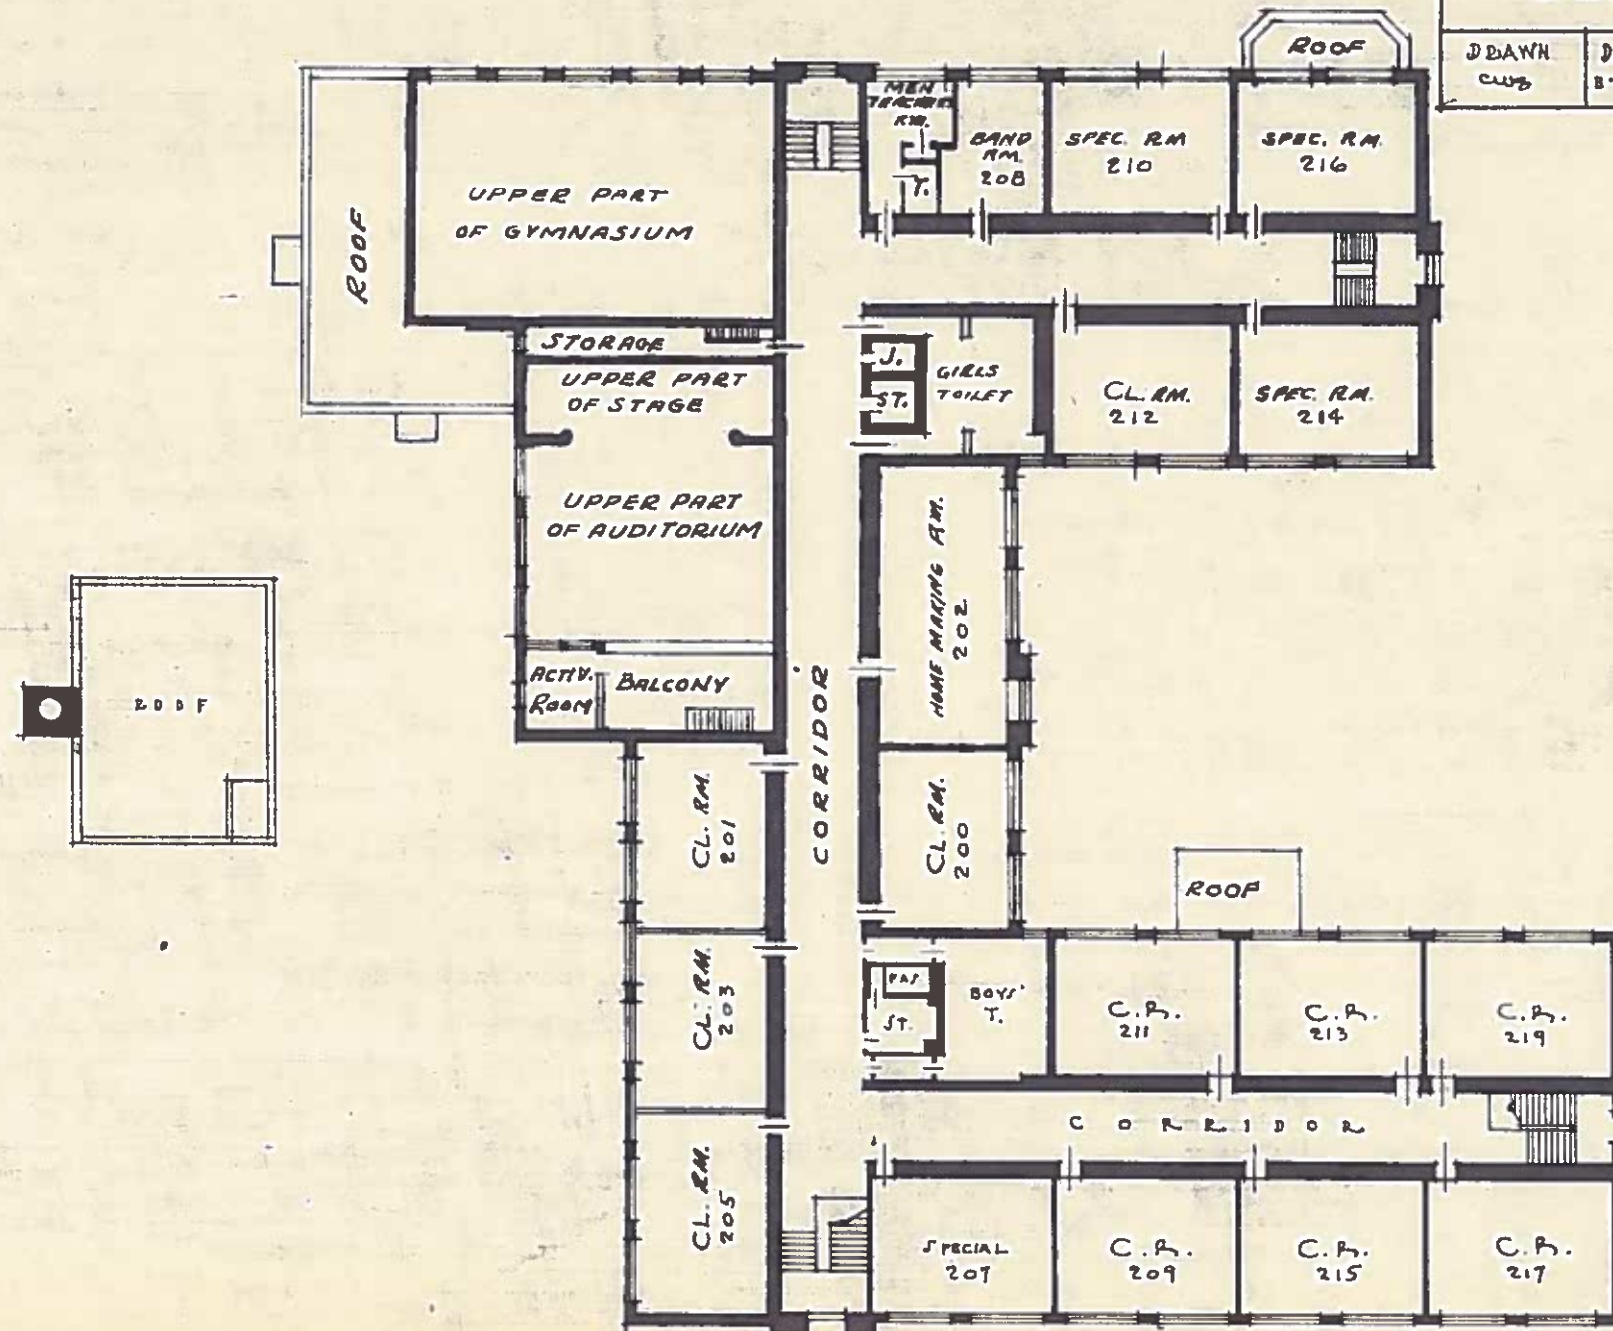 ROOF
DRAWN
CWB
MEN
TEACHERS
RM.
T.
BAND
RM.
208
SPEC. RM
210
SPEC. RM.
216
UPPER PART
OF GYMNASIUM
ROOF
STORAGE
UPPER PART
OF STAGE
J.
ST.
GIRLS
TOILET
CL. RM.
212
SPEC. RM.
214
UPPER PART
OF AUDITORIUM
HOME MAKING RM.
202
ROOF
ACTIV.
ROOM
BALCONY
CORRIDOR
CL. RM.
201
CL. RM.
200
ROOF
CL. RM.
203
FAS.
ST.
BOYS'
T.
C.R.
211
C.R.
213
C.R.
219
CORRIDOR
CL. RM.
205
SPECIAL
207
C.R.
209
C.R.
215
C.R.
217